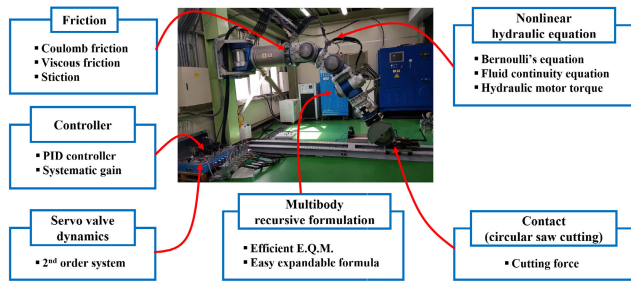 Friction
Coulomb friction
Viscous friction
Stiction
Nonlinear
hydraulic equation
Bernoulli's equation
Fluid continuity equation
Hydraulic motor torque
Controller
PID controller
Systematic gain
Servo valve
dynamics
2nd order system
Multibody
recursive formulation
Efficient E.Q.M.
Easy expandable formula
Contact
(circular saw cutting)
Cutting force